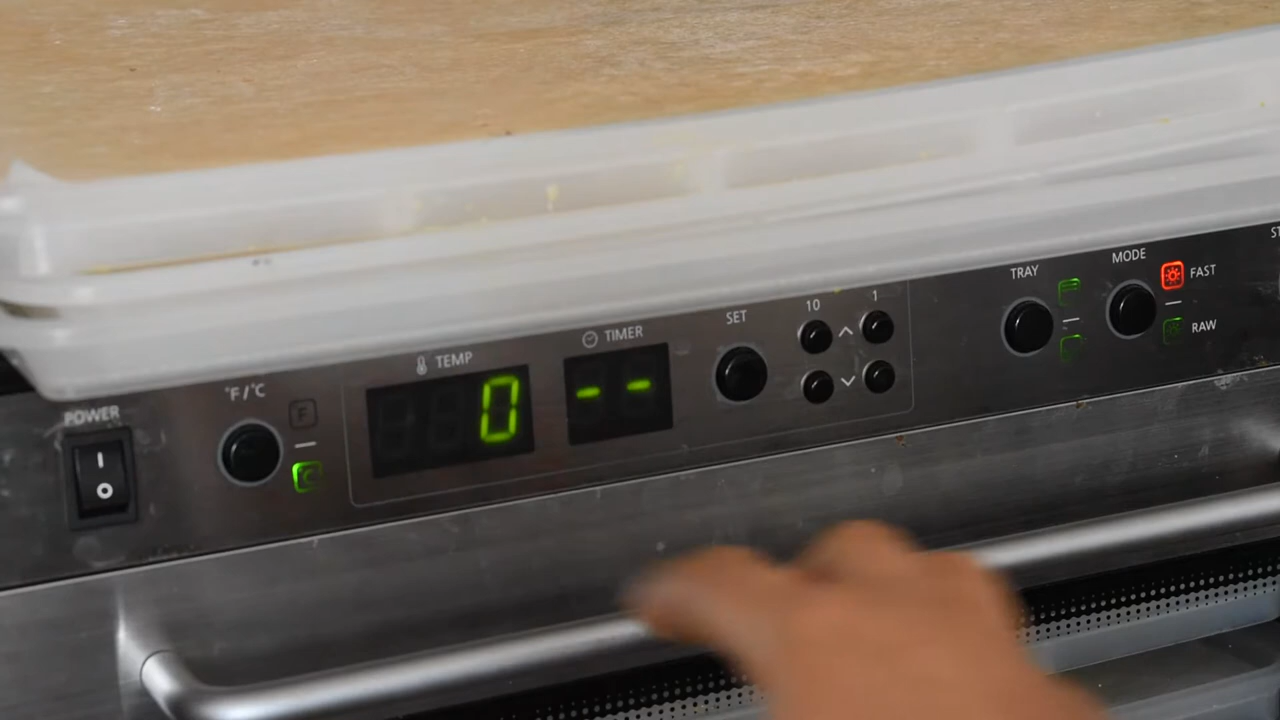 POWER
I
O
°F/°C
F
C
TEMP
0
TIMER
- -
SET
10
1
TRAY
MODE
FAST
RAW